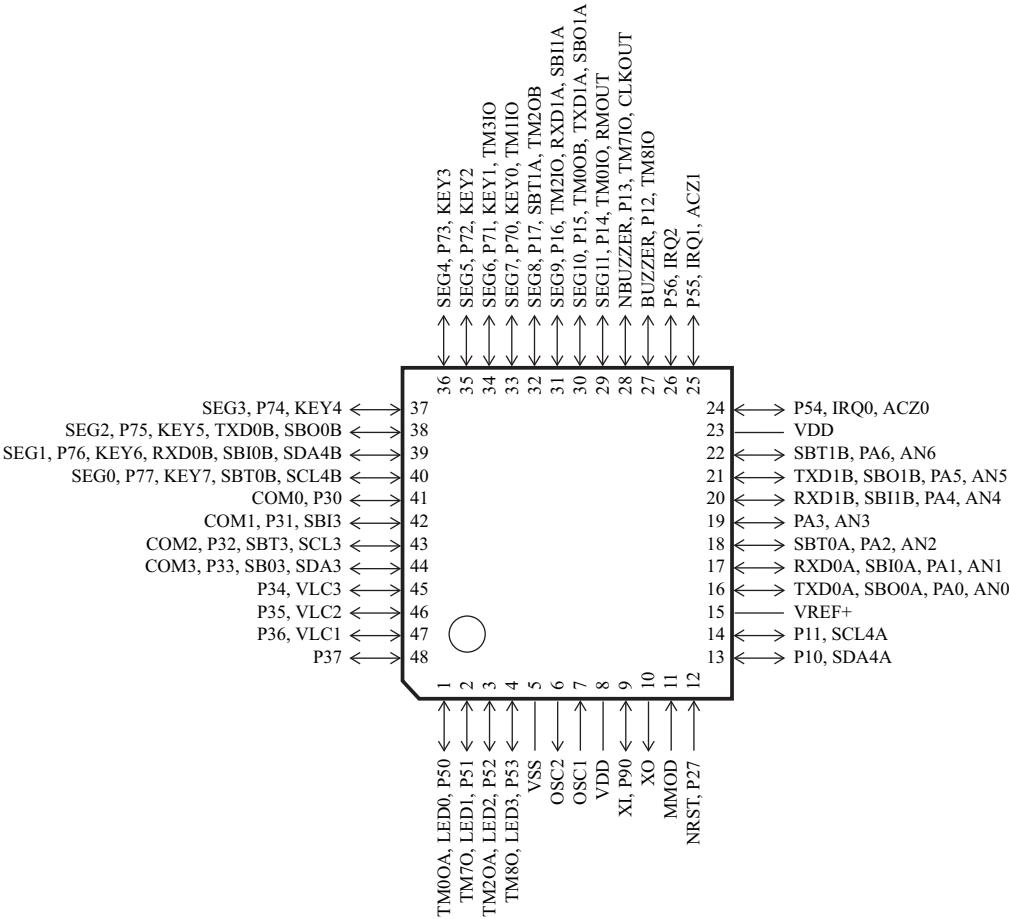 SEG4, P73, KEY3
SEG5, P72, KEY2
SEG6, P71, KEY1, TM3IO
SEG7, P70, KEY0, TM1IO
SEG8, P17, SBT1A, TM2OB
SEG9, P16, TM2IO, RXD1A, SBI1A
SEG10, P15, TM0OB, TXD1A, SBO1A
SEG11, P14, TM0IO, RMOUT
NBUZZER, P13, TM7IO, CLKOUT
BUZZER, P12, TM8IO
P56, IRQ2
P55, IRQ1, ACZ1
36 35 34 33 32 31 30 29 28 27 26 25
SEG3, P74, KEY4 37
SEG2, P75, KEY5, TXD0B, SBO0B 38
SEG1, P76, KEY6, RXD0B, SBI0B, SDA4B 39
SEG0, P77, KEY7, SBT0B, SCL4B 40
COM0, P30 41
COM1, P31, SBI3 42
COM2, P32, SBT3, SCL3 43
COM3, P33, SB03, SDA3 44
P34, VLC3 45
P35, VLC2 46
P36, VLC1 47
P37 48
24 P54, IRQ0, ACZ0
23 VDD
22 SBT1B, PA6, AN6
21 TXD1B, SBO1B, PA5, AN5
20 RXD1B, SBI1B, PA4, AN4
19 PA3, AN3
18 SBT0A, PA2, AN2
17 RXD0A, SBI0A, PA1, AN1
16 TXD0A, SBO0A, PA0, AN0
15 VREF+
14 P11, SCL4A
13 P10, SDA4A
1 2 3 4 5 6 7 8 9 10 11 12
TM0OA, LED0, P50
TM7O, LED1, P51
TM2OA, LED2, P52
TM8O, LED3, P53
VSS
OSC2
OSC1
VDD
XI, P90
XO
MMOD
NRST, P27